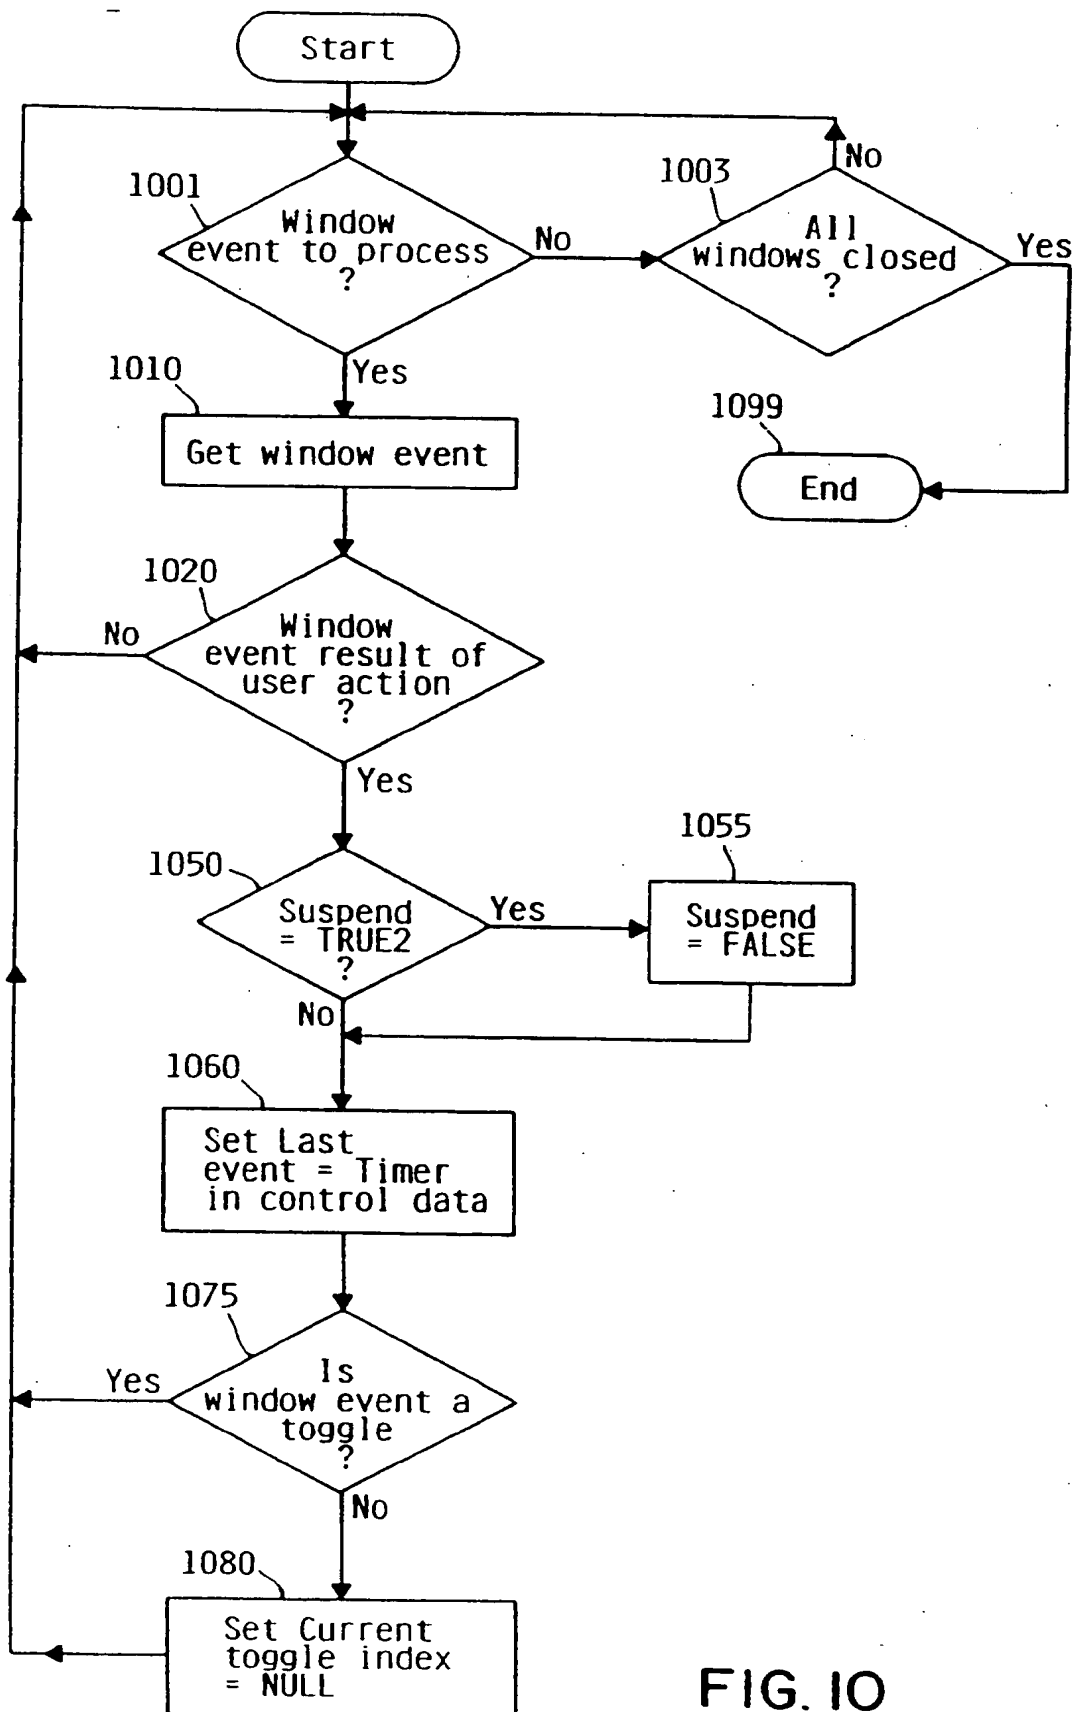 Start
1001
Window
event to process
?
No
Yes
1003
All
windows closed
?
No
Yes
1010
Get window event
1099
End
1020
Window
event result of
user action
?
No
Yes
1050
Suspend
= TRUE2
?
Yes
No
1055
Suspend
= FALSE
1060
Set Last
event = Timer
in control data
1075
Is
window event a
toggle
?
Yes
No
1080
Set Current
toggle index
= NULL
FIG. 10